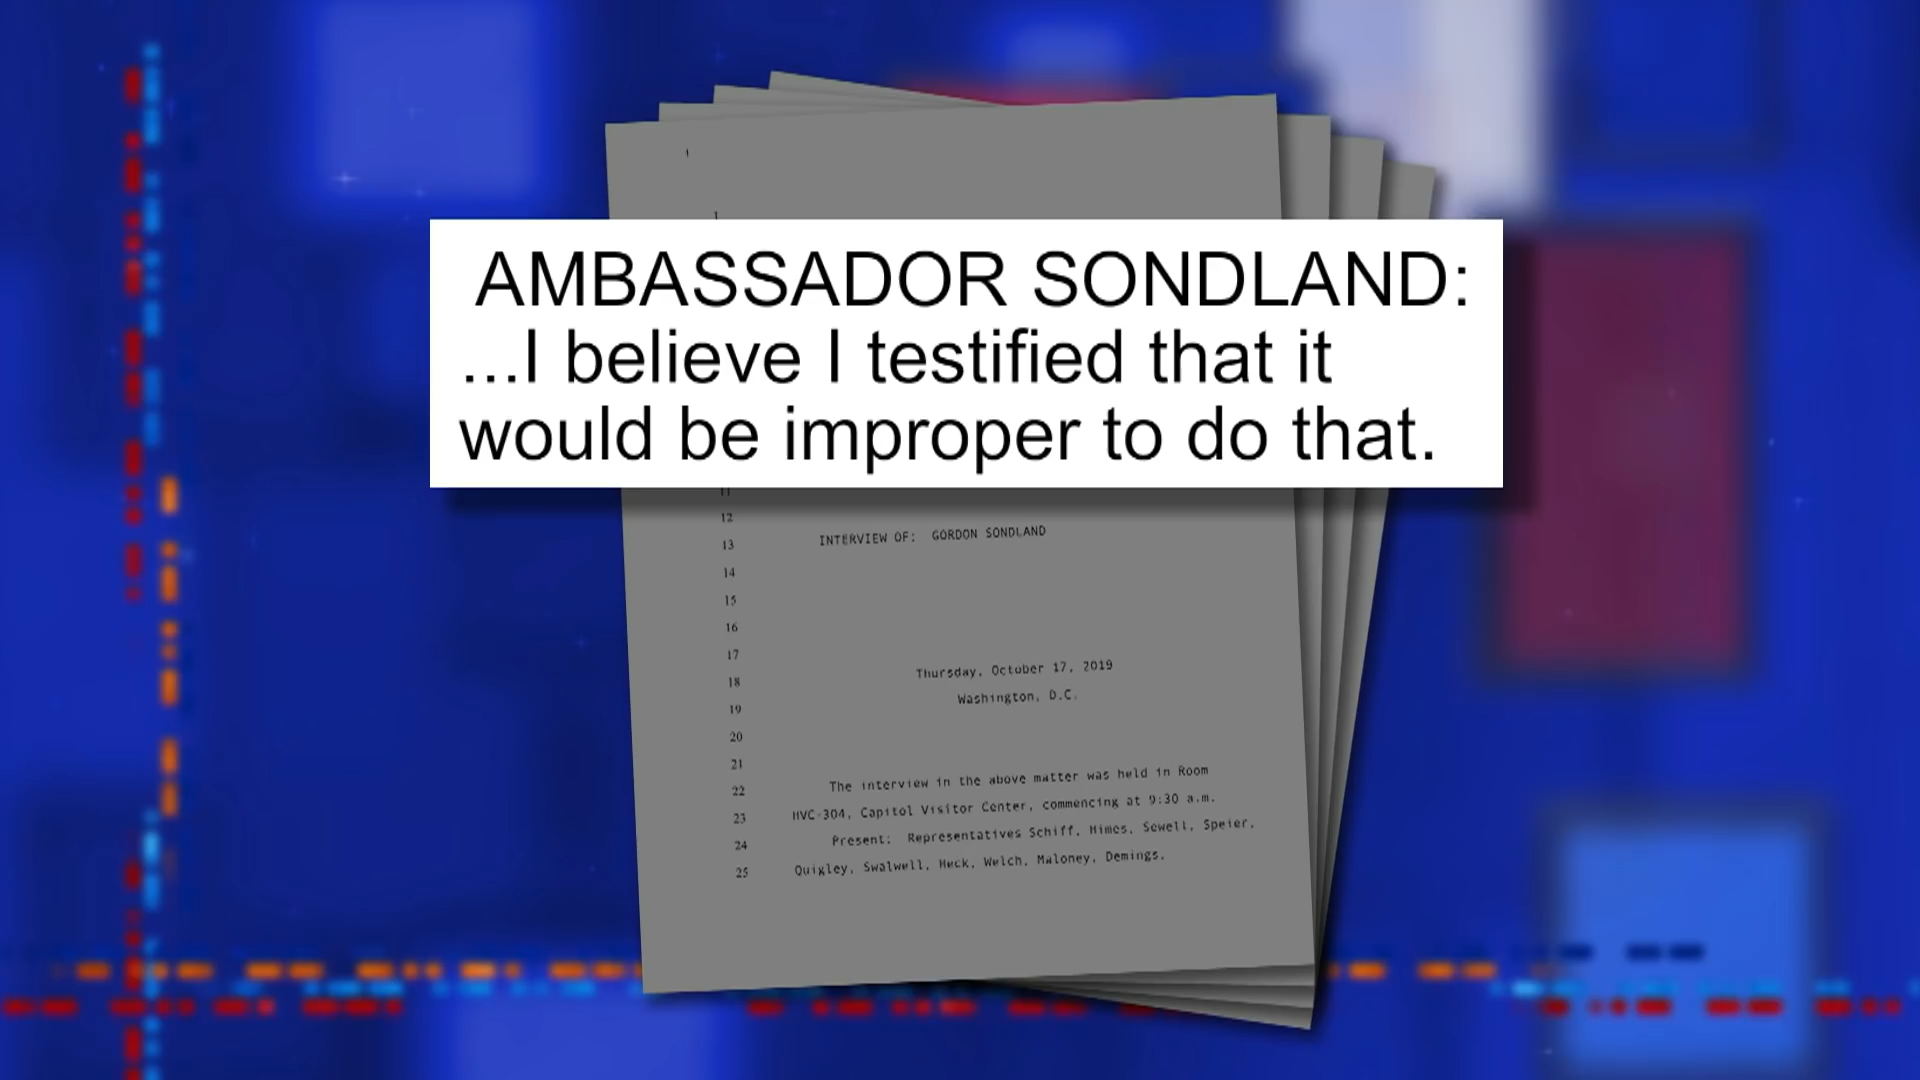 1
AMBASSADOR SONDLAND:
...I believe I testified that it
would be improper to do that.
11
12
13 INTERVIEW OF: GORDON SONDLAND
14
15
16
17
18 Thursday, October 17, 2019
19 Washington, D.C.
20
21
22 The interview in the above matter was held in Room
23 HVC-304, Capitol Visitor Center, commencing at 9:30 a.m.
24 Present: Representatives Schiff, Himes, Sewell, Speier,
25 Quigley, Swalwell, Heck, Welch, Maloney, Demings,